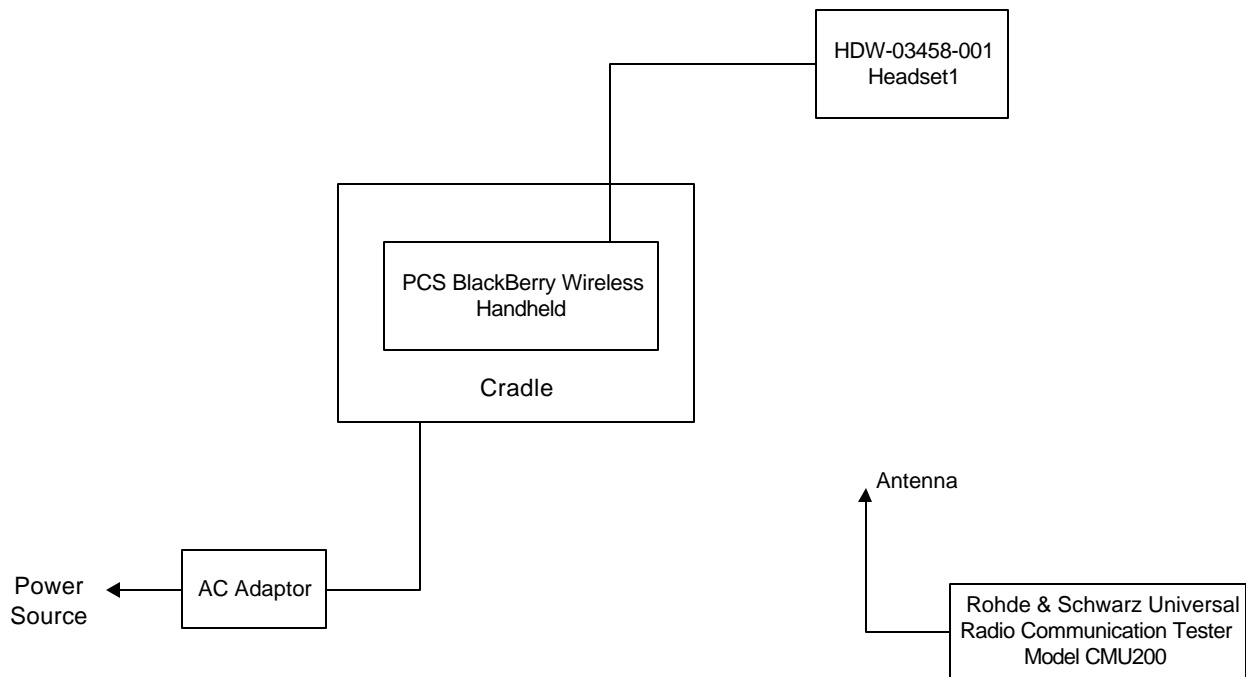 HDW-03458-001
Headset1
PCS BlackBerry Wireless
Handheld
Cradle
Antenna
Power
Source
AC Adaptor
Rohde & Schwarz Universal
Radio Communication Tester
Model CMU200